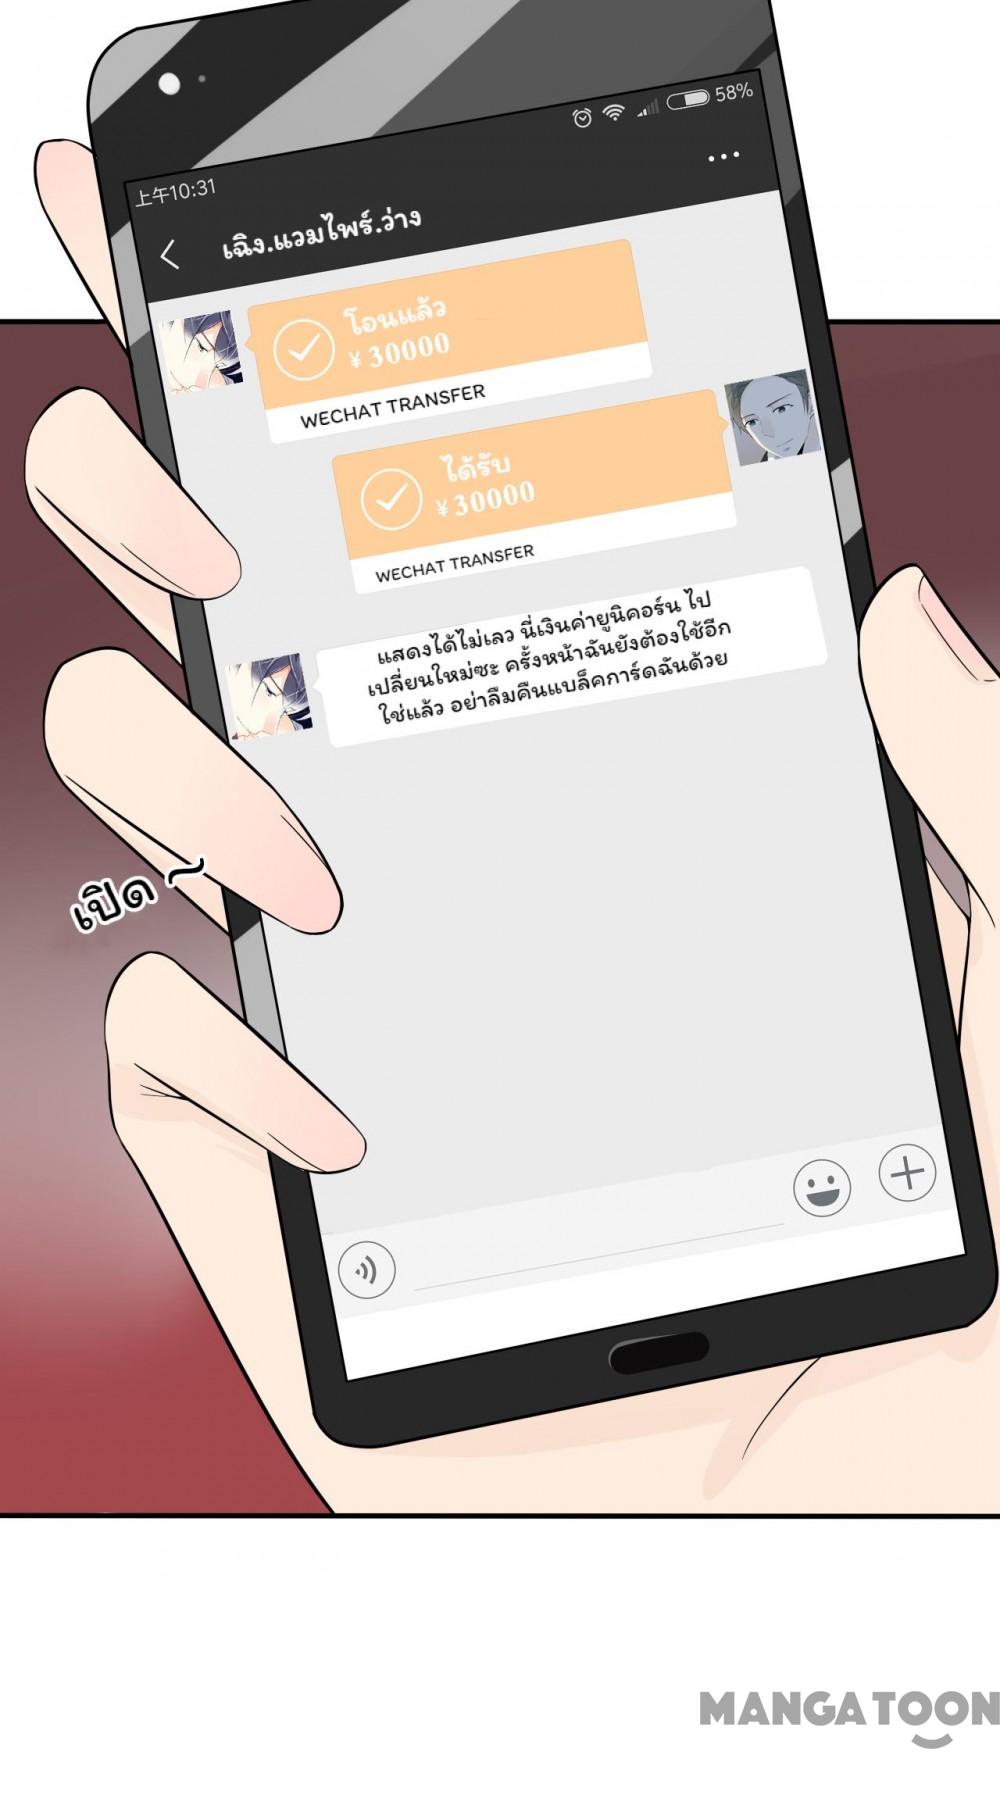 58%
上午10:31
เฉิง.แวมไพร์.ว่าง
โอนแล้ว
¥ 30000
WECHAT TRANSFER
ได้รับ
¥ 30000
WECHAT TRANSFER
แสดงได้ไม่เลว นี่เงินค่ายูนิคอร์น ไป
เปลี่ยนใหม่ซะ ครั้งหน้าฉันยังต้องใช้อีก
ใช่แล้ว อย่าลืมคืนแบล็คการ์ดฉันด้วย
เปิด ~
MANGATOON